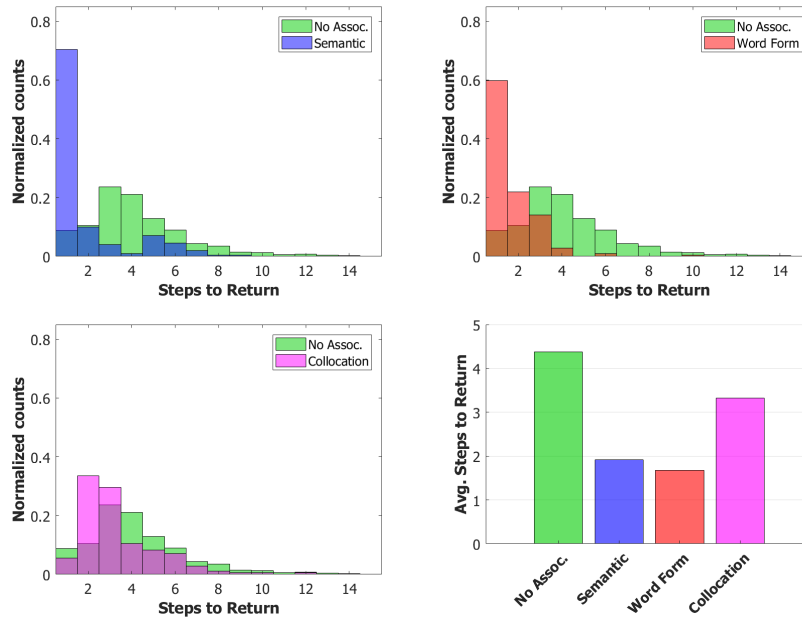 No Assoc.
Semantic
Normalized counts
0.8
0.6
0.4
0.2
0
2 4 6 8 10 12 14
Steps to Return
No Assoc.
Word Form
Normalized counts
0.8
0.6
0.4
0.2
0
2 4 6 8 10 12 14
Steps to Return
No Assoc.
Collocation
Normalized counts
0.8
0.6
0.4
0.2
0
2 4 6 8 10 12 14
Steps to Return
Avg. Steps to Return
5
4
3
2
1
0
No Assoc.
Semantic
Word Form
Collocation